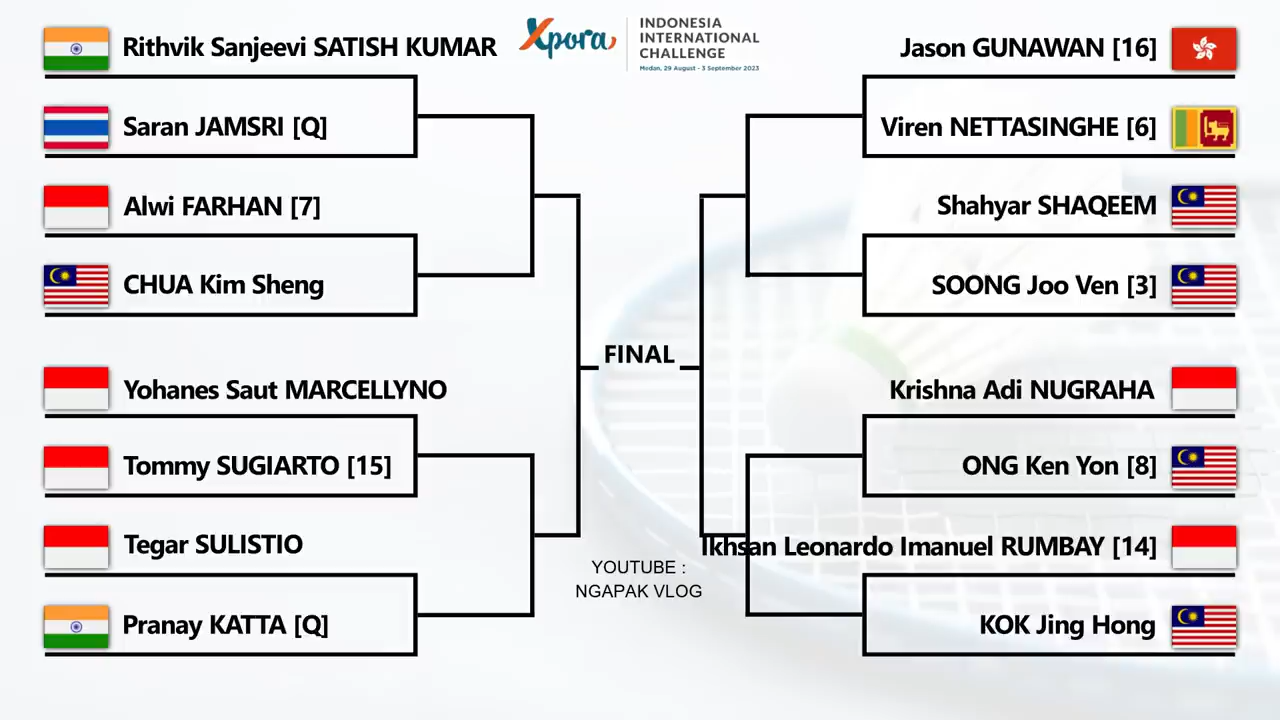 Rithvik Sanjeevi SATISH KUMAR
Saran JAMSRI [Q]
Alwi FARHAN [7]
CHUA Kim Sheng
Yohanes Saut MARCELLYNO
Tommy SUGIARTO [15]
Tegar SULISTIO
Pranay KATTA [Q]
Xpora
INDONESIA
INTERNATIONAL
CHALLENGE
Medan, 29 August - 3 September 2023
FINAL
YOUTUBE :
NGAPAK VLOG
Jason GUNAWAN [16]
Viren NETTASINGHE [6]
Shahyar SHAQEEM
SOONG Joo Ven [3]
Krishna Adi NUGRAHA
ONG Ken Yon [8]
Ikhsan Leonardo Imanuel RUMBAY [14]
KOK Jing Hong